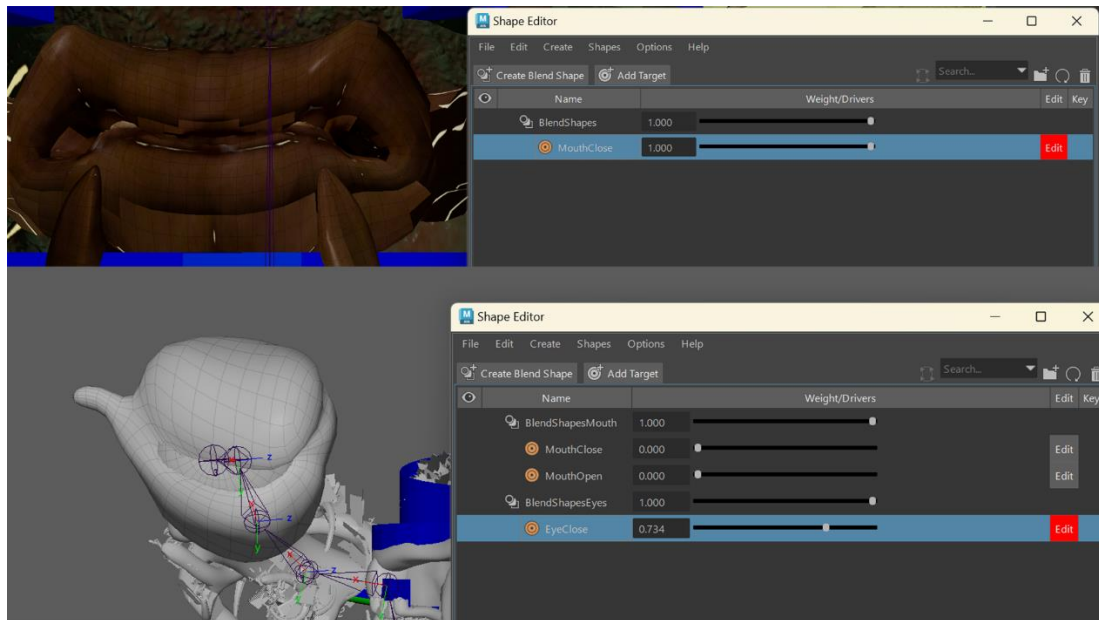 Shape Editor
File Edit Create Shapes Options Help
Create Blend Shape Add Target Search...
Name Weight/Drivers Edit Key
BlendShapes 1.000
MouthClose 1.000 Edit
Shape Editor
File Edit Create Shapes Options Help
Create Blend Shape Add Target Search...
Name Weight/Drivers Edit Key
BlendShapesMouth 1.000
MouthClose 0.000 Edit
MouthOpen 0.000 Edit
BlendShapesEyes 1.000
EyeClose 0.734 Edit
z
z
y
x
z
x